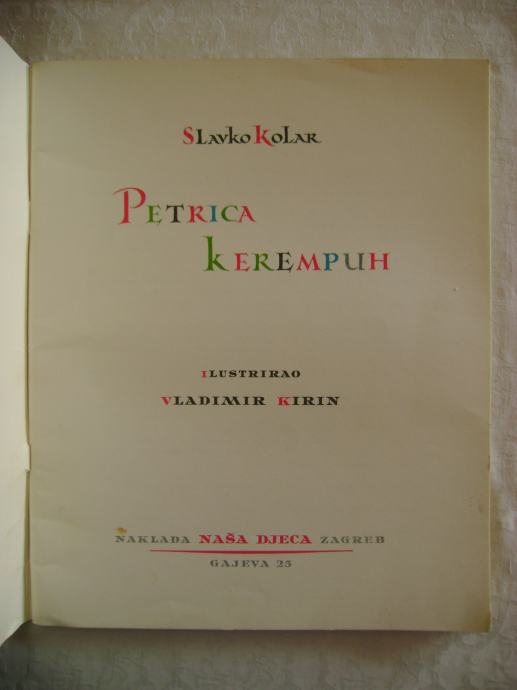 Slavko Kolar
Petrica
Kerempuh
ILUSTRIRAO
VLADIMIR KIRIN
NAKLADA NAŠA DJECA ZAGREB
GAJEVA 25